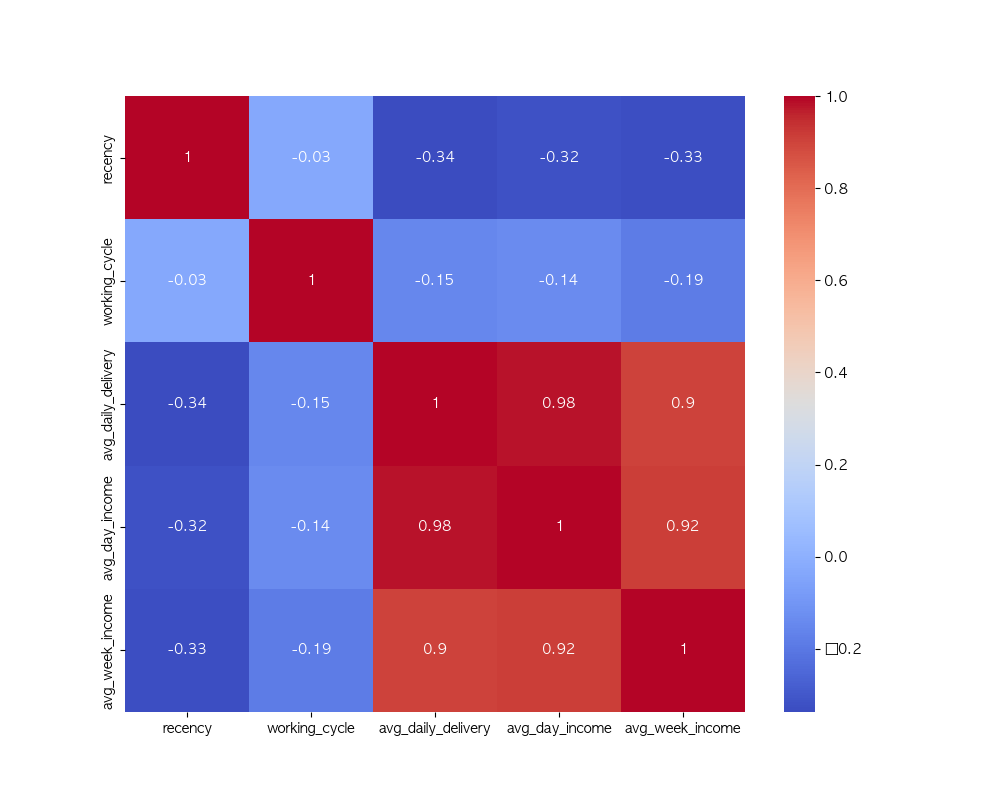 recency 1 -0.03 -0.34 -0.32 -0.33
working_cycle -0.03 1 -0.15 -0.14 -0.19
avg_daily_delivery -0.34 -0.15 1 0.98 0.9
avg_day_income -0.32 -0.14 0.98 1 0.92
avg_week_income -0.33 -0.19 0.9 0.92 1
recency working_cycle avg_daily_delivery avg_day_income avg_week_income
1.0
0.8
0.6
0.4
0.2
0.0
□0.2